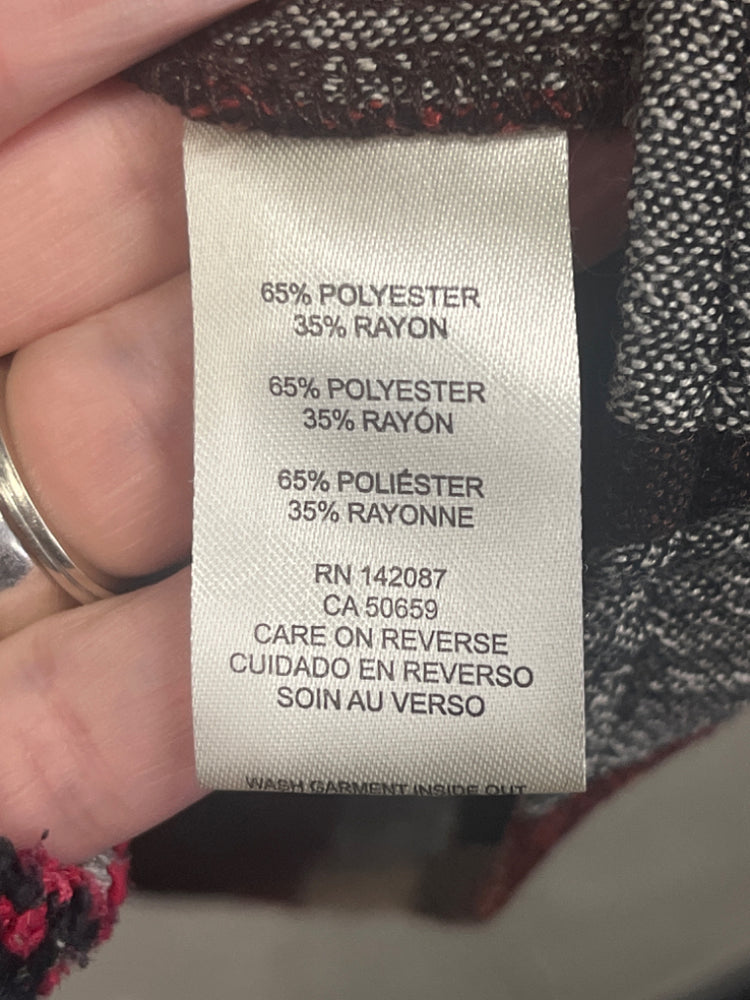 65% POLYESTER
35% RAYON
65% POLYESTER
35% RAYÓN
65% POLIÉSTER
35% RAYONNE
RN 142087
CA 50659
CARE ON REVERSE
CUIDADO EN REVERSO
SOIN AU VERSO
WASH GARMENT INSIDE OUT